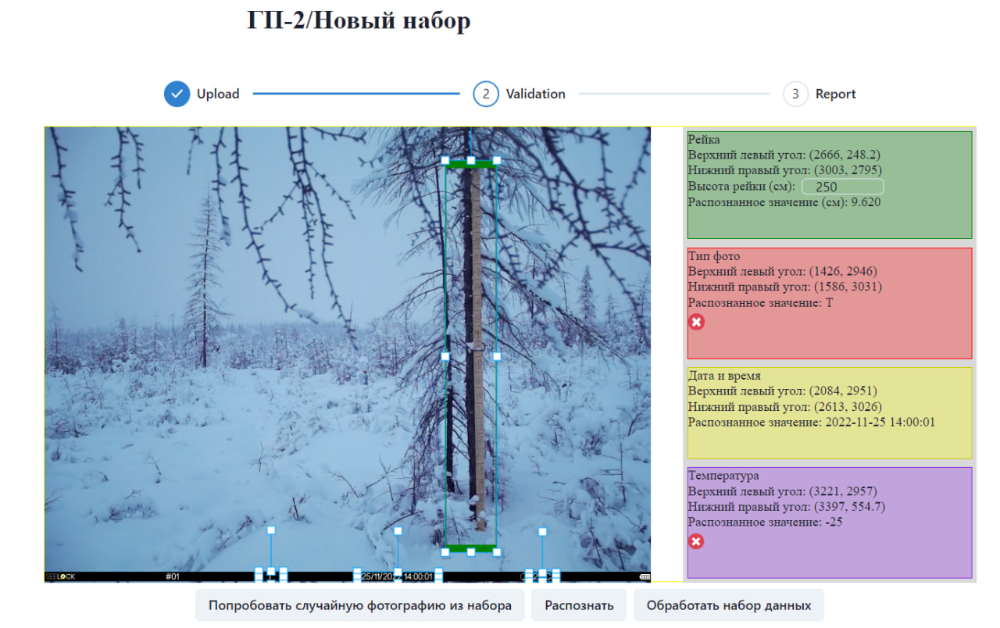 ГП-2/Новый набор
Upload
2 Validation
3 Report
Рейка
Верхний левый угол: (2666, 248.2)
Нижний правый угол: (3003, 2795)
Высота рейки (см): 250
Распознанное значение (см): 9.620
Тип фото
Верхний левый угол: (1426, 2946)
Нижний правый угол: (1586, 3031)
Распознанное значение: T
Дата и время
Верхний левый угол: (2084, 2951)
Нижний правый угол: (2613, 3026)
Распознанное значение: 2022-11-25 14:00:01
Температура
Верхний левый угол: (3221, 2957)
Нижний правый угол: (3397, 554.7)
Распознанное значение: -25
SEELOCK #01 25/11/2022 14:00:01
Попробовать случайную фотографию из набора Распознать Обработать набор данных